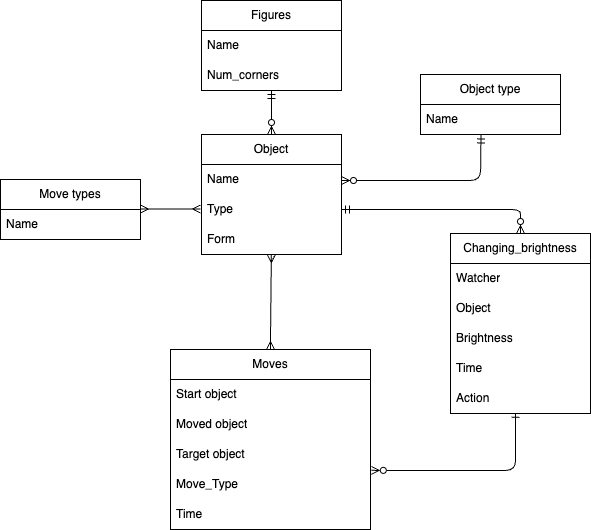 Figures
Name
Num_corners
Object type
Name
Object
Name
Type
Form
Move types
Name
Changing_brightness
Watcher
Object
Brightness
Time
Action
Moves
Start object
Moved object
Target object
Move_Type
Time